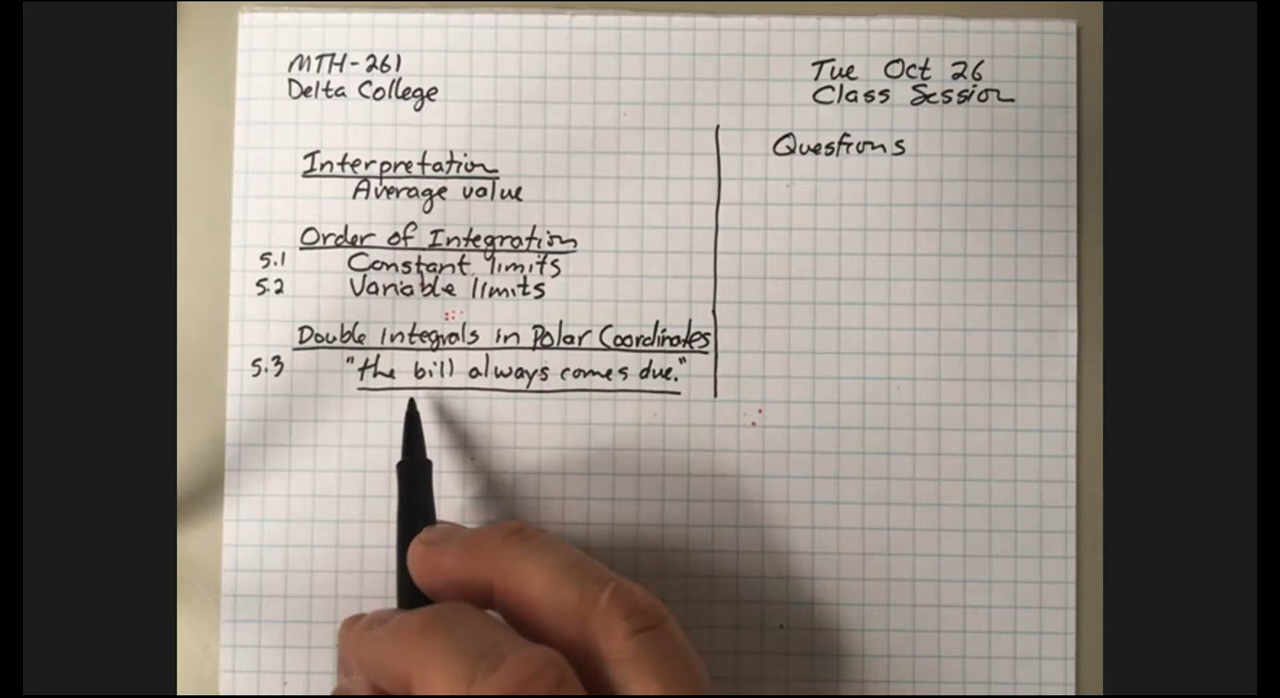 MTH-261
Delta College
Tue Oct 26
Class Session
Interpretation
Average value
Order of Integration
5.1 Constant limits
5.2 Variable limits
Double Integrals in Polar Coordinates
5.3 "the bill always comes due."
Questions